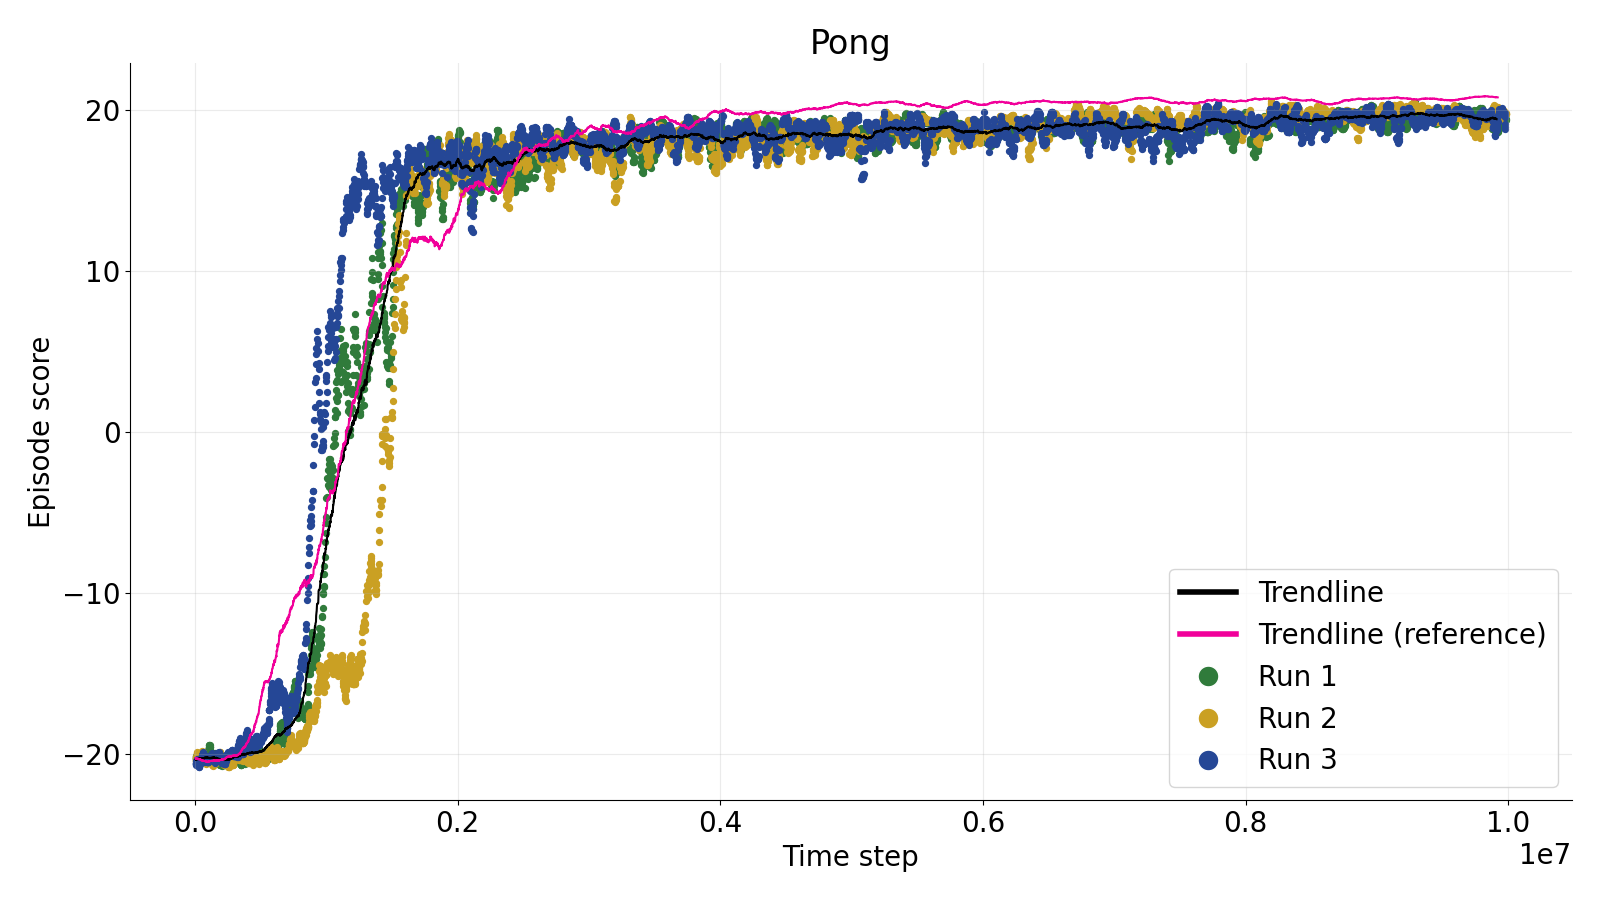 Pong
20
10
0
−10
−20
Episode score
0.0 0.2 0.4 0.6 0.8 1.0
1e7
Time step
Trendline
Trendline (reference)
Run 1
Run 2
Run 3